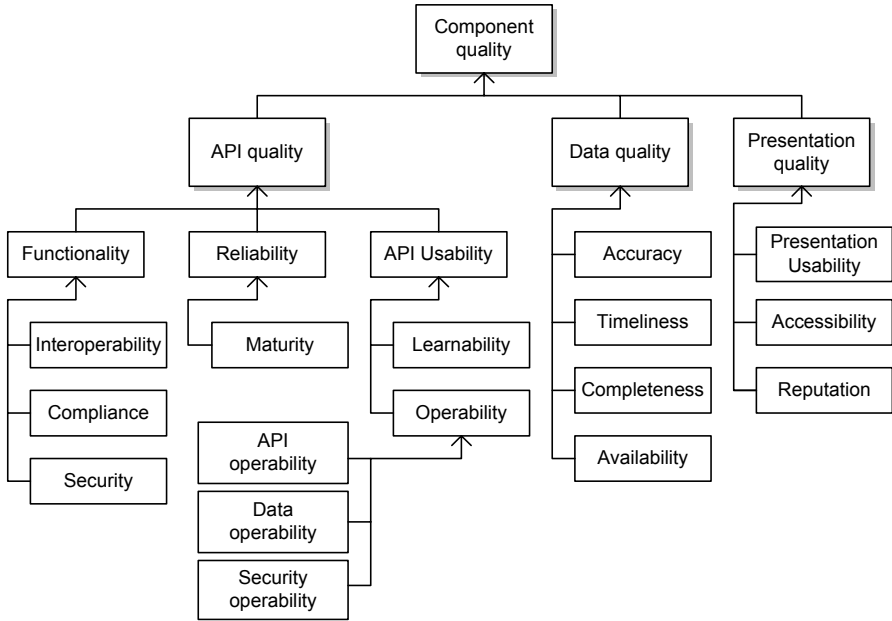 Component
quality
API quality
Data quality
Presentation
quality
Functionality
Reliability
API Usability
Accuracy
Presentation
Usability
Interoperability
Maturity
Learnability
Timeliness
Accessibility
Compliance
Operability
Completeness
Reputation
API
operability
Security
Availability
Data
operability
Security
operability